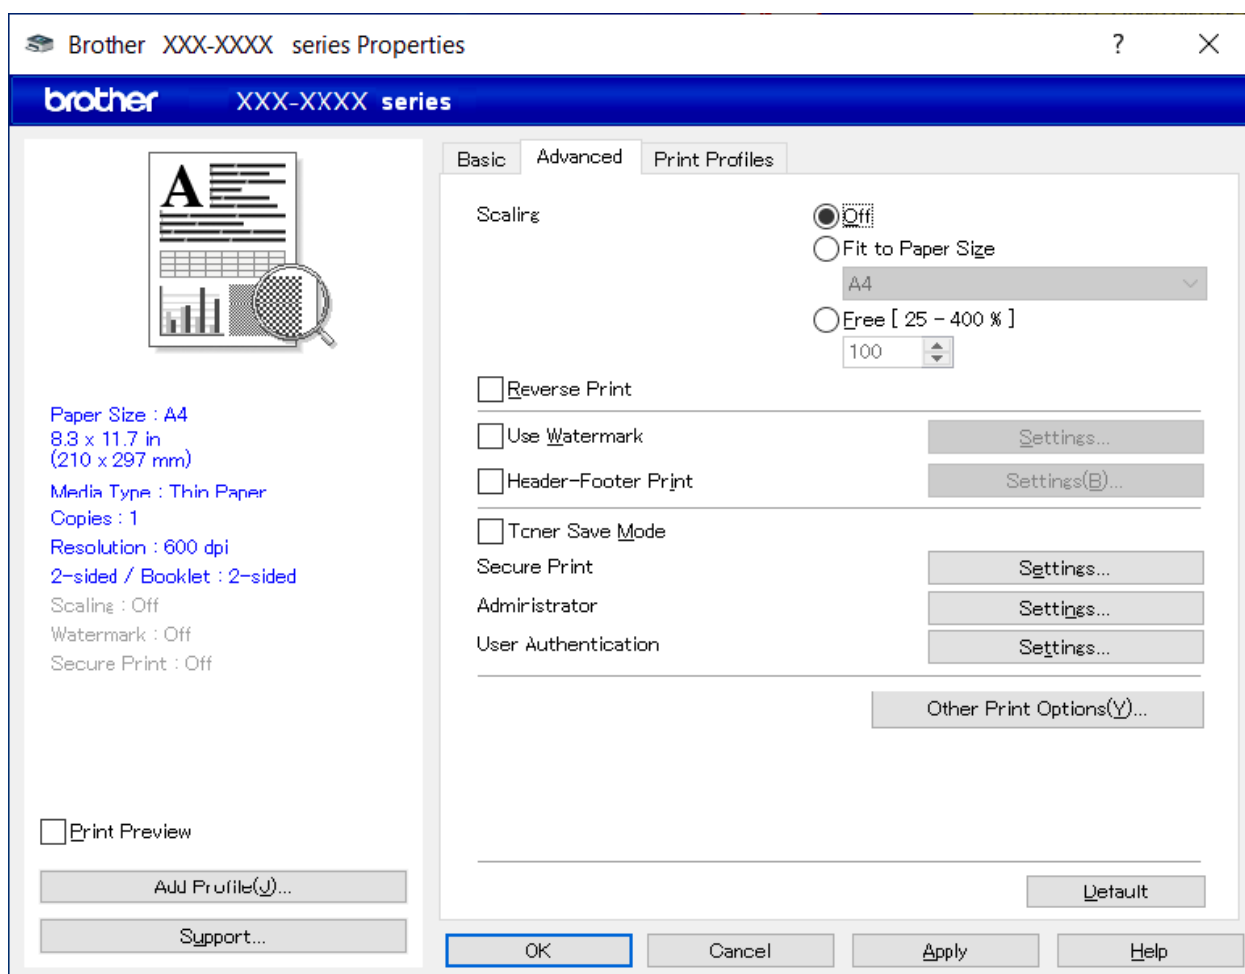 Brother XXX-XXXX series Properties
?
brother XXX-XXXX series
Basic
Advanced
Print Profiles
A
Paper Size : A4
8.3 x 11.7 in
(210 x 297 mm)
Media Type : Thin Paper
Copies : 1
Resolution : 600 dpi
2-sided / Booklet : 2-sided
Scaling : Off
Watermark : Off
Secure Print : Off
Print Preview
Add Profile(J)...
Support...
Scaling
Off
Fit to Paper Size
A4
Free [ 25 - 400 % ]
100
Reverse Print
Use Watermark
Settings...
Header-Footer Print
Settings(B)...
Toner Save Mode
Secure Print
Settings...
Administrator
Settings...
User Authentication
Settings...
Other Print Options(Y)...
Default
OK
Cancel
Apply
Help